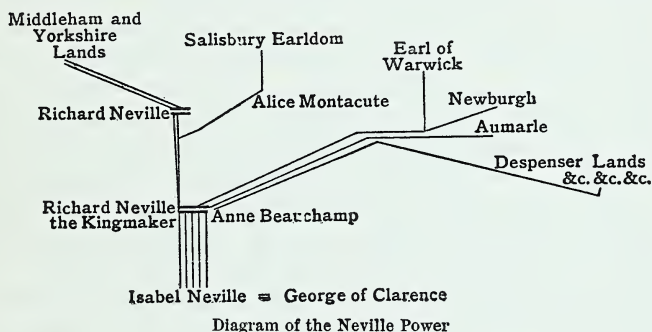 Middleham and
Yorkshire
Lands
Salisbury Earldom
Earl of
Warwick
Richard Neville
Alice Montacute
Newburgh
Aumarle
Despenser Lands
&c. &c. &c.
Richard Neville
the Kingmaker
Anne Beauchamp
Isabel Neville = George of Clarence
Diagram of the Neville Power